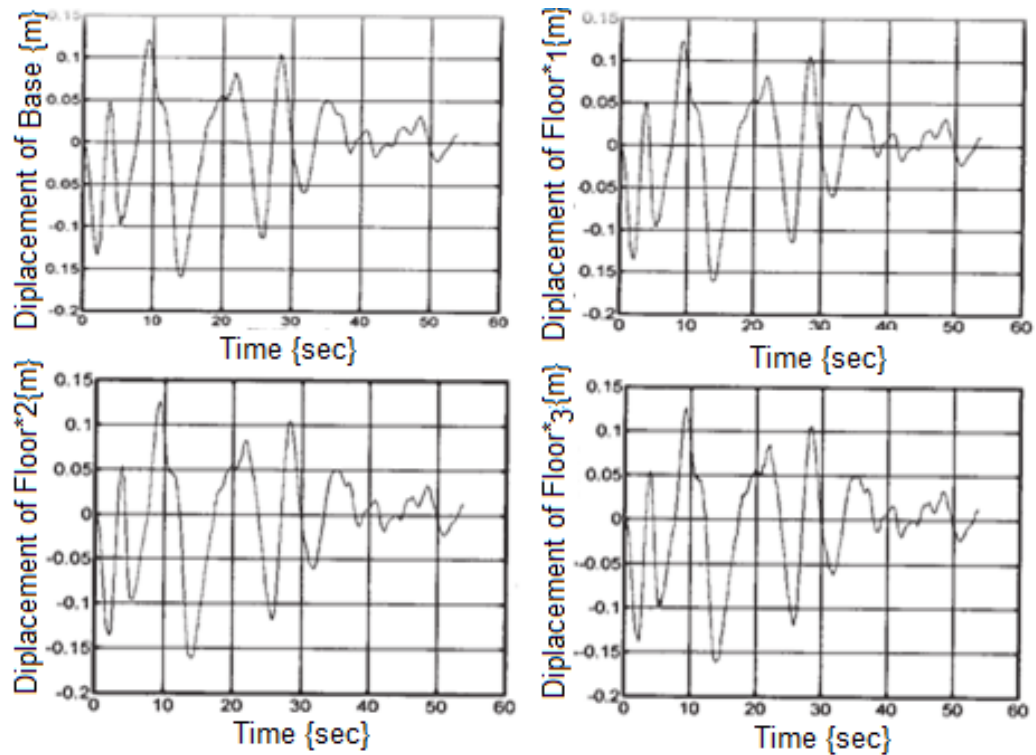 Diplacement of Base {m}
0.15
0.1
0.05
0
0.05
-0.1
0.15
-0.2
0 10 20 30 40 50 60
Time {sec}
Diplacement of Floor*1{m}
0.15
0.1
0.05
0
0.05
-0.1
0.15
-0.2
0 10 20 30 40 50 60
Time {sec}
Diplacement of Floor*2{m}
0.15
0.1
0.05
0
-0.05
-0.1
-0.15
-0.2
0 10 20 30 40 50 60
Time {sec}
Diplacement of Floor*3{m}
0.15
0.1
0.05
0
-0.05
-0.1
-0.15
-0.2
0 10 20 30 40 50 60
Time {sec}